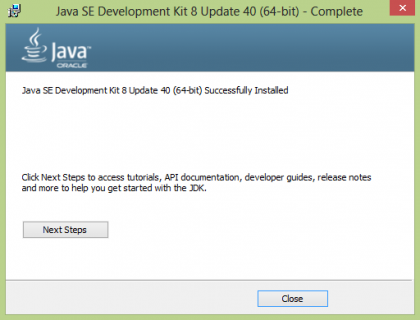 Java SE Development Kit 8 Update 40 (64-bit) - Complete
Java™
ORACLE
Java SE Development Kit 8 Update 40 (64-bit) Successfully Installed
Click Next Steps to access tutorials, API documentation, developer guides, release notes
and more to help you get started with the JDK.
Next Steps
Close